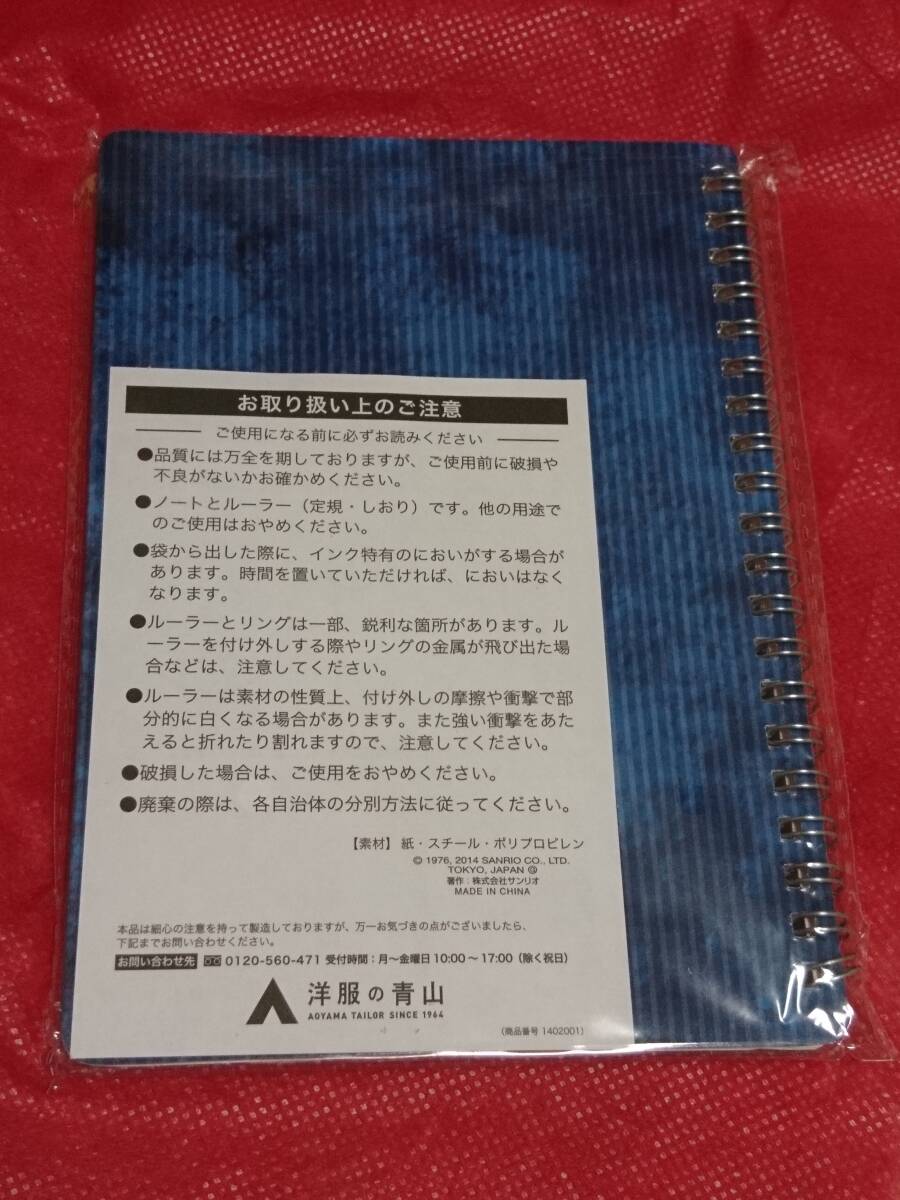 お取り扱い上のご注意
ご使用になる前に必ずお読みください
●品質には万全を期しておりますが、ご使用前に破損や
不良がないかお確かめください。
●ノートとルーラー（定規・しおり）です。他の用途で
のご使用はおやめください。
●袋から出した際に、インク特有のにおいがする場合が
あります。時間を置いていただければ、においはなく
なります。
●ルーラーとリングは一部、鋭利な箇所があります。ル
ーラーを付け外しする際やリングの金属が飛び出た場
合などは、注意してください。
●ルーラーは素材の性質上、付け外しの摩擦や衝撃で部
分的に白くなる場合があります。また強い衝撃をあた
えると折れたり割れますので、注意してください。
●破損した場合は、ご使用をおやめください。
●廃棄の際は、各自治体の分別方法に従ってください。
【素材】紙・スチール・ポリプロピレン
© 1976, 2014 SANRIO CO., LTD.
TOKYO, JAPAN Ⓖ
著作：株式会社サンリオ
MADE IN CHINA
本品は細心の注意を持って製造しておりますが、万一お気づきの点がございましたら、
下記までお問い合わせください。
お問い合わせ先 0120-560-471 受付時間：月～金曜日 10:00～17:00（除く祝日）
洋服の青山
AOYAMA TAILOR SINCE 1964
（商品番号 1402001）